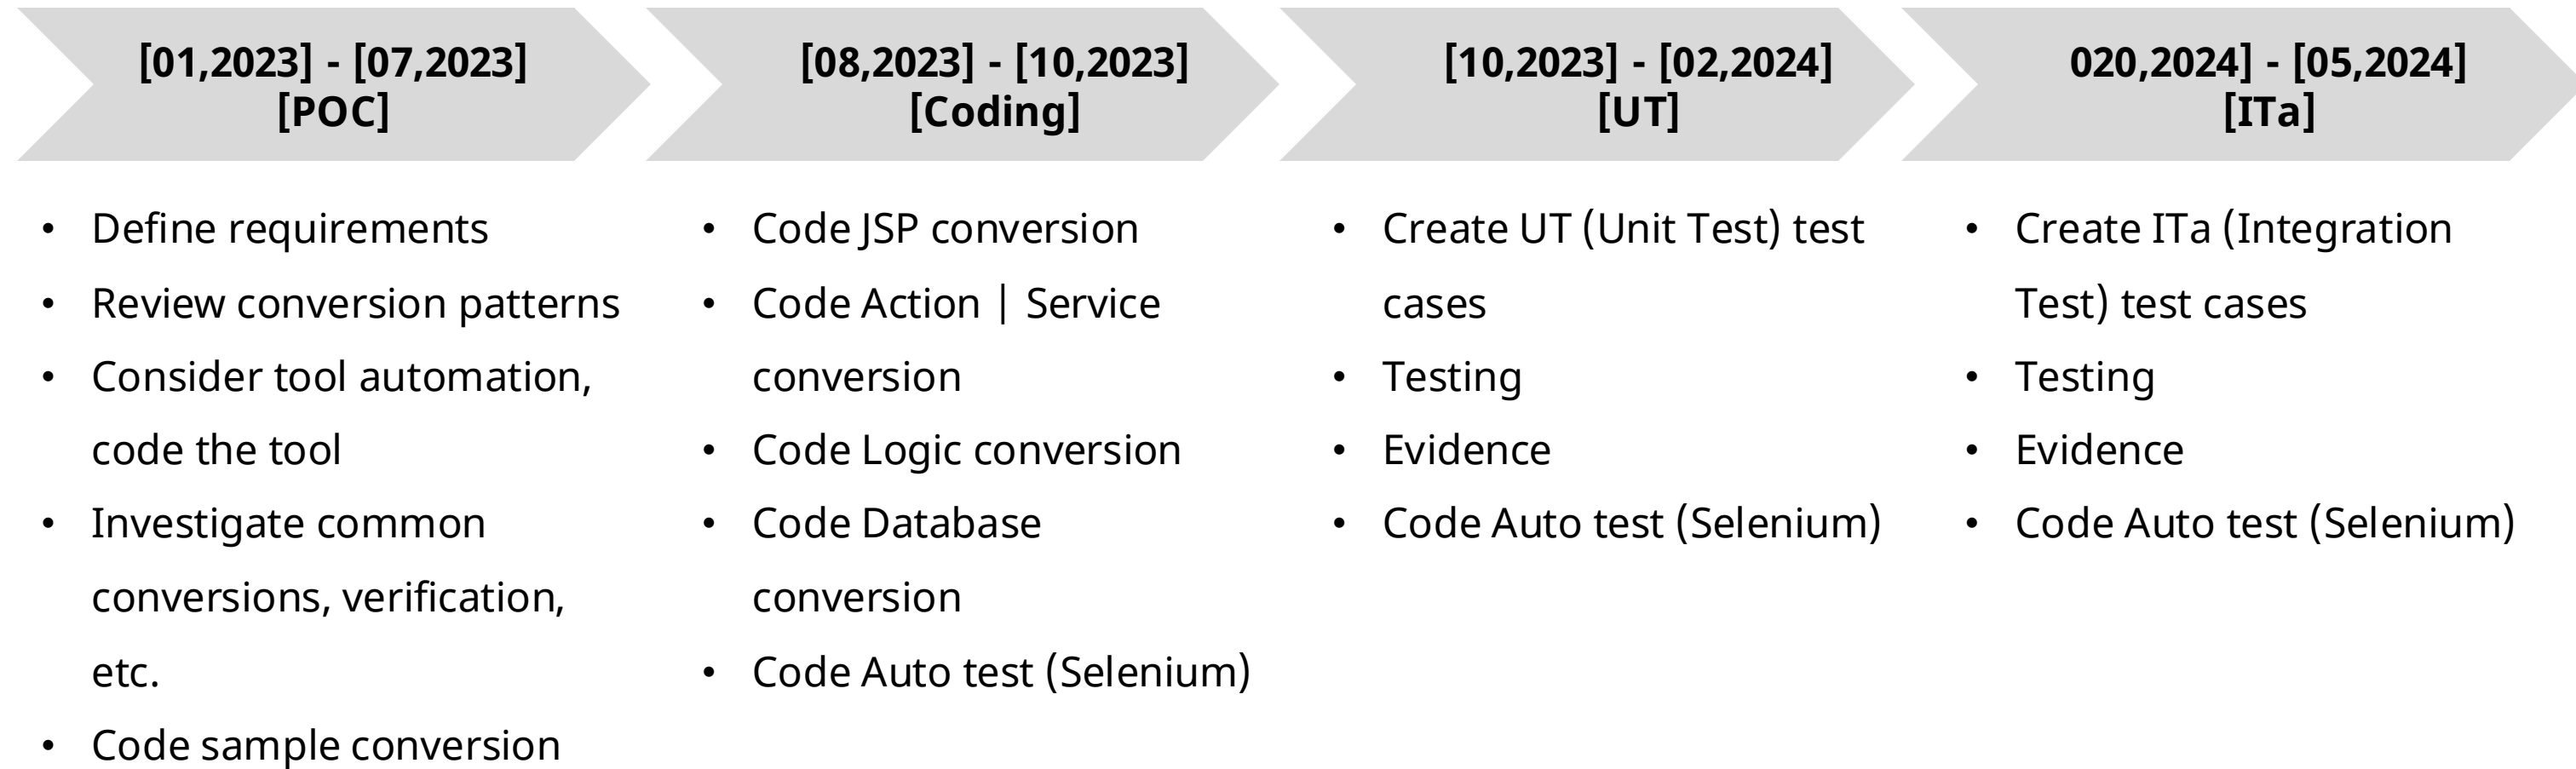 [01,2023] - [07,2023]
[POC]
• Define requirements
• Review conversion patterns
• Consider tool automation,
code the tool
• Investigate common
conversions, verification,
etc.
• Code sample conversion
[08,2023] - [10,2023]
[Coding]
• Code JSP conversion
• Code Action | Service
conversion
• Code Logic conversion
• Code Database
conversion
• Code Auto test (Selenium)
[10,2023] - [02,2024]
[UT]
• Create UT (Unit Test) test
cases
• Testing
• Evidence
• Code Auto test (Selenium)
020,2024] - [05,2024]
[ITa]
• Create ITa (Integration
Test) test cases
• Testing
• Evidence
• Code Auto test (Selenium)